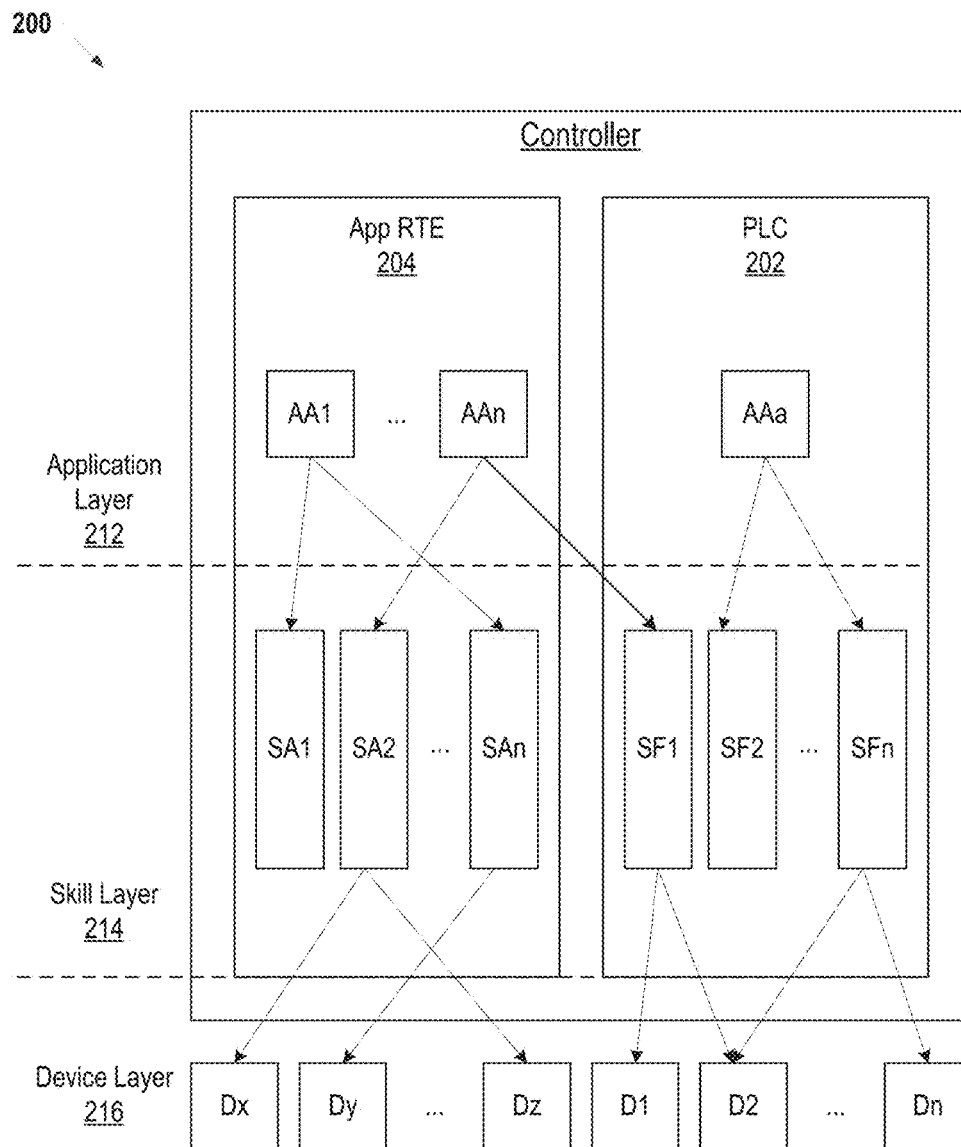 200
Controller
App RTE
204
PLC
202
AA1
...
AAn
AAa
Application
Layer
212
SA1
SA2
...
SAn
SF1
SF2
...
SFn
Skill Layer
214
Device Layer
216
Dx
Dy
...
Dz
D1
D2
...
Dn